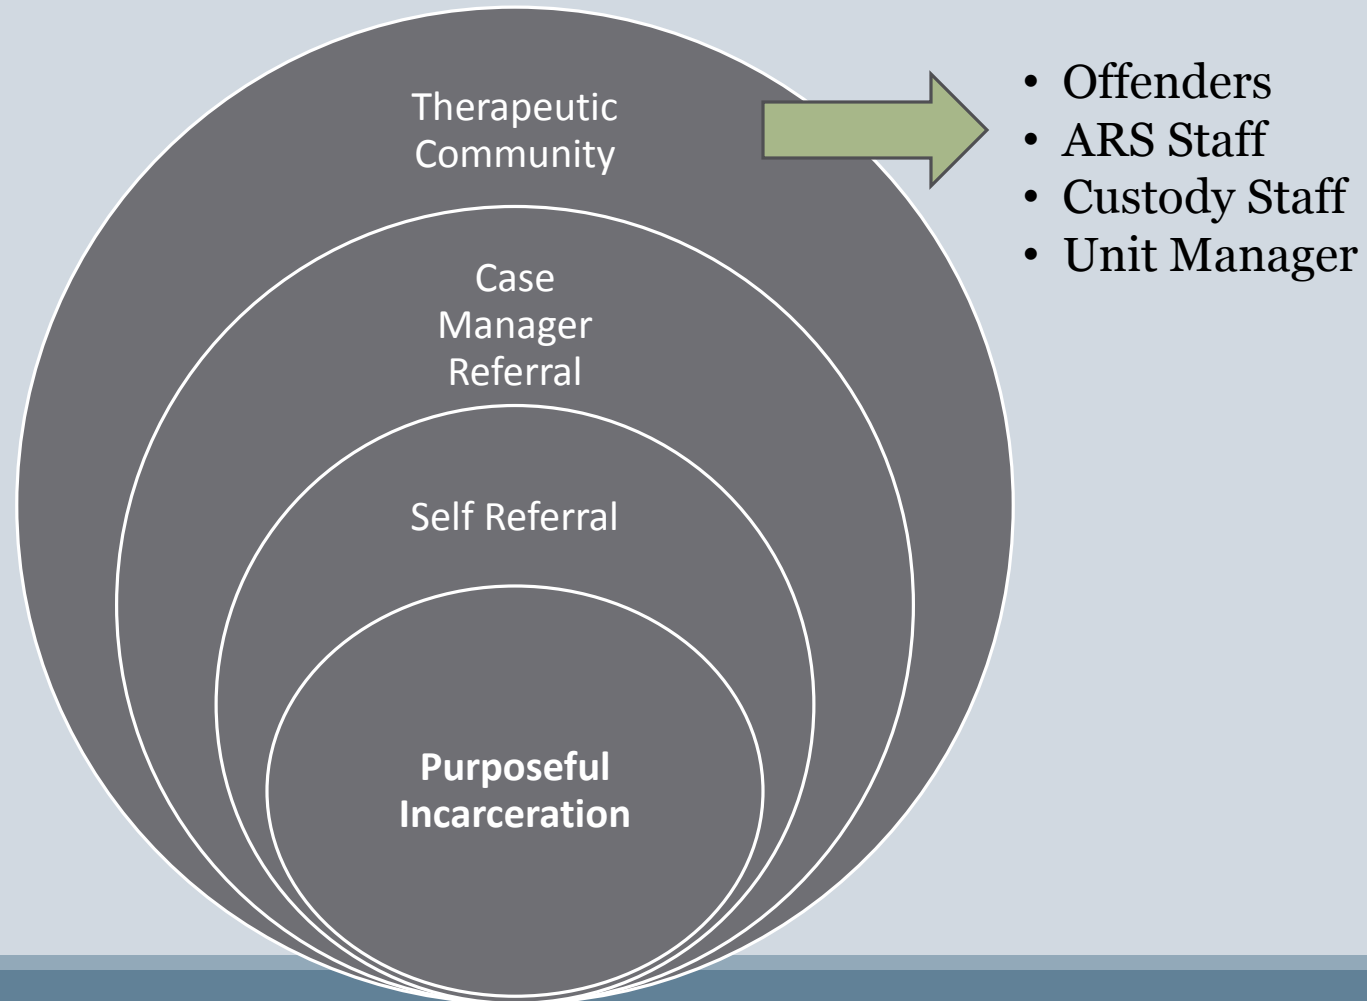 Therapeutic
Community
• Offenders
• ARS Staff
• Custody Staff
• Unit Manager
Case
Manager
Referral
Self Referral
Purposeful
Incarceration